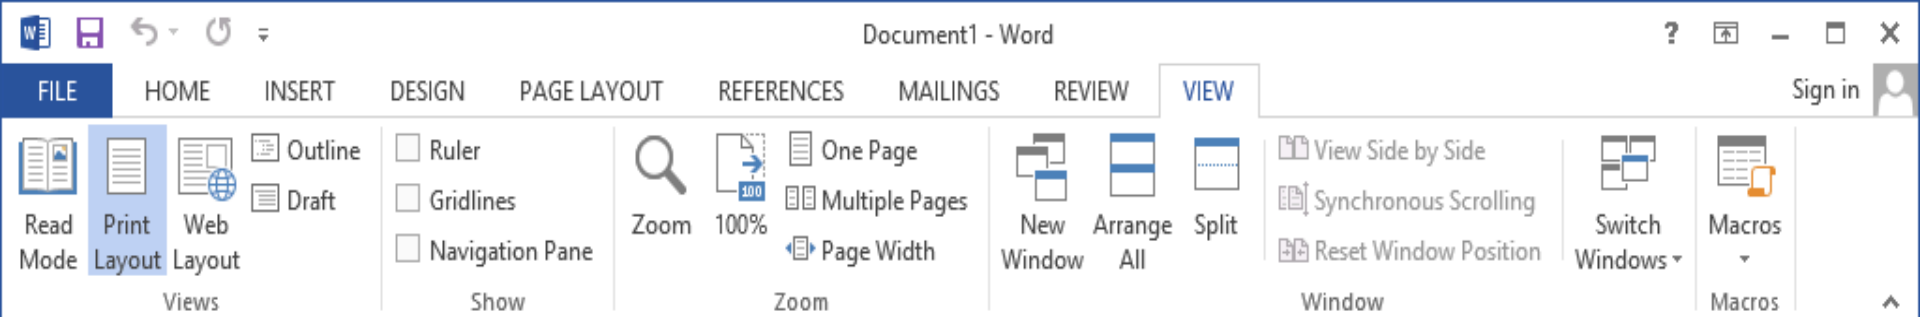 Document1 - Word
?
FILE HOME INSERT DESIGN PAGE LAYOUT REFERENCES MAILINGS REVIEW VIEW Sign in
Read Mode
Print Layout
Web Layout
Outline
Draft
Views
Ruler
Gridlines
Navigation Pane
Show
Zoom
100
100%
One Page
Multiple Pages
Page Width
Zoom
New Window
Arrange All
Split
View Side by Side
Synchronous Scrolling
Reset Window Position
Switch Windows
Window
Macros
Macros